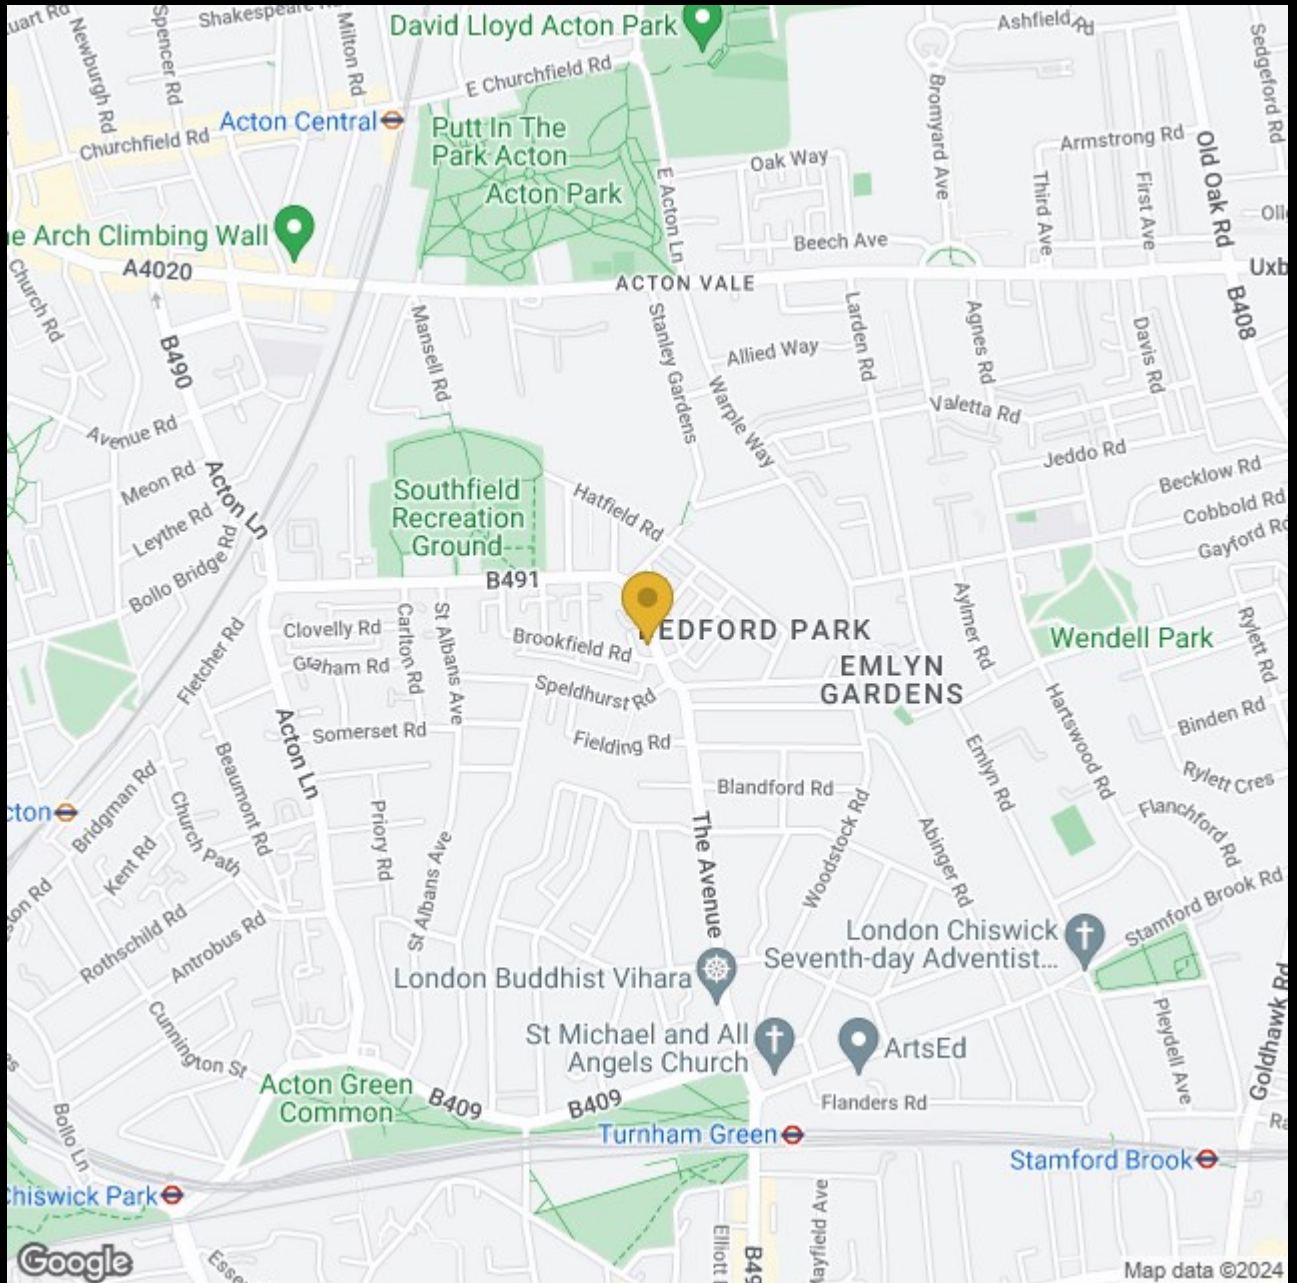 Shakespeare Rd
David Lloyd Acton Park
Ashfield Rd
Newburgh Rd
Spencer Rd
Milton Rd
E Churchfield Rd
Bromyard Ave
Sedgeford Rd
Acton Central
Putt In The
Park Acton
Churchfield Rd
Armstrong Rd
Old Oak Rd
Oak Way
Acton Park
E Acton Ln
Third Ave
First Ave
e Arch Climbing Wall
Beech Ave
A4020
ACTON VALE
Uxb
Church Rd
B490
Mansell Rd
Stanley Gardens
Larden Rd
Agnes Rd
Davis Rd
B408
Allied Way
Warple Way
Valetta Rd
Avenue Rd
Jeddo Rd
Meon Rd
Acton Ln
Becklow Rd
Southfield
Recreation
Ground
Hatfield Rd
Leythe Rd
Cobbold Rd
Gayford Rd
Bollo Bridge Rd
B491
Aylmer Rd
Clovelly Rd
Carlton Rd
St Albans Ave
Brookfield Rd
BEDFORD PARK
Wendell Park
Rylett Rd
Fletcher Rd
Graham Rd
EMLYN
GARDENS
Speldhurst Rd
Hartswood Rd
Somerset Rd
Fielding Rd
Binden Rd
Acton Ln
Beaumont Rd
Emlyn Rd
Blandford Rd
Rylett Cres
cton
Bridgman Rd
Church Path
Priory Rd
The Avenue
Woodstock Rd
Abinger Rd
Flanchford Rd
Kent Rd
St Albans Ave
Stamford Brook Rd
Rothschild Rd
Antrobus Rd
London Chiswick
Seventh-day Adventist...
London Buddhist Vihara
Cunnington St
St Michael and All
Angels Church
ArtsEd
Pleydell Ave
Goldhawk Rd
Acton Green
Common
B409
B409
Flanders Rd
Bollo Ln
Turnham Green
Stamford Brook
Chiswick Park
Elliott
Mayfield Ave
B49
Google
Map data ©2024